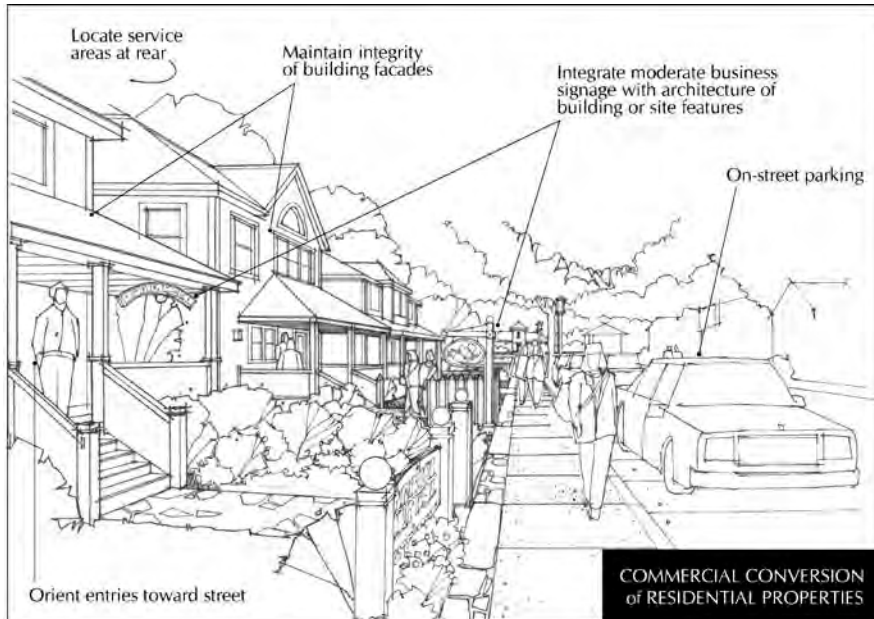 Locate service
areas at rear
Maintain integrity
of building facades
Integrate moderate business
signage with architecture of
building or site features
On-street parking
Orient entries toward street
COMMERCIAL CONVERSION
of RESIDENTIAL PROPERTIES